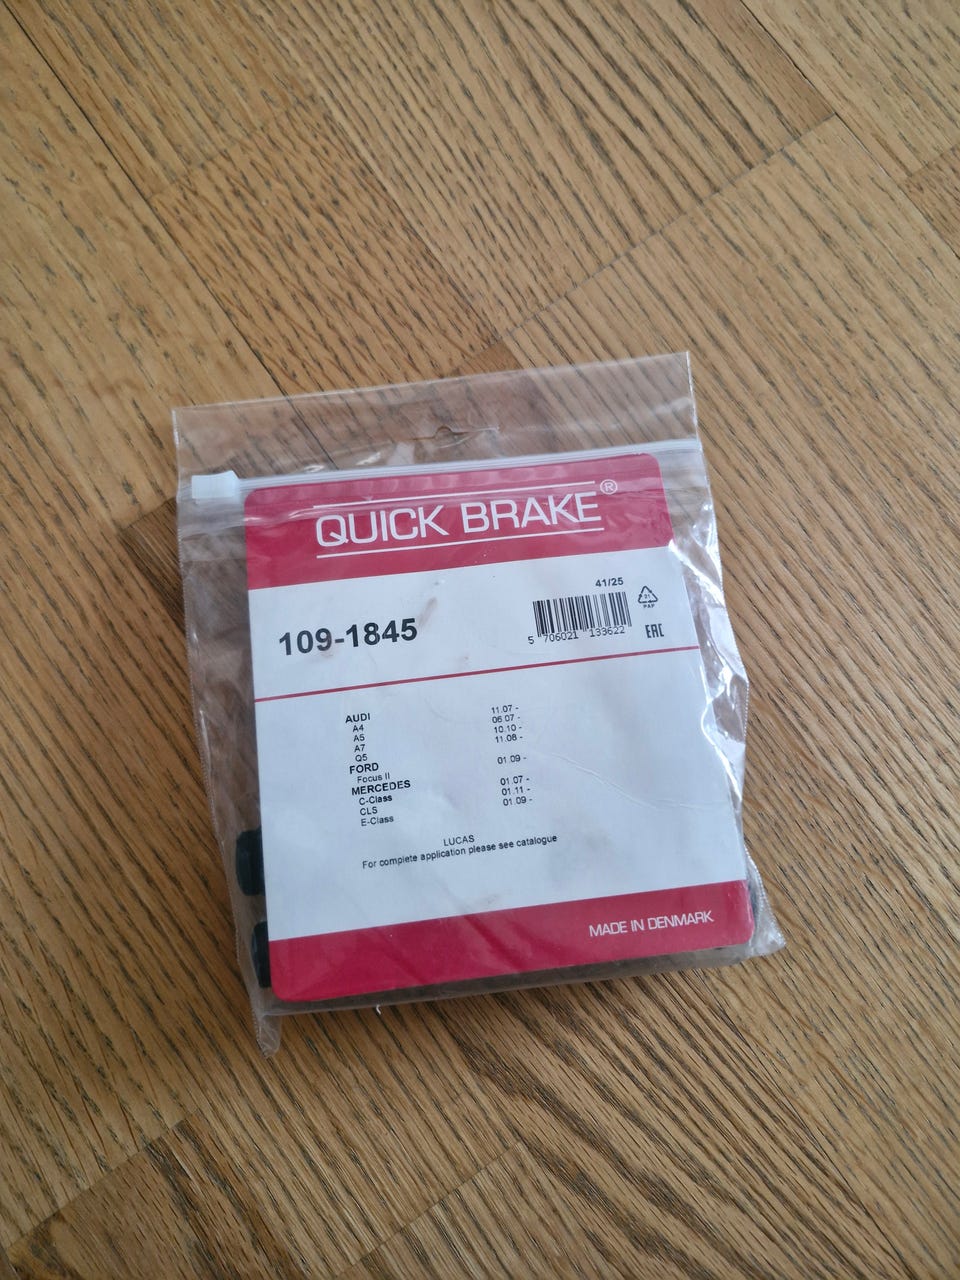 QUICK BRAKE®
41/25
109-1845
5 706021 133622
21
PAP
EAC
AUDI
A4 11.07 -
A5 06.07 -
A7 10.10 -
Q5 11.08 -
FORD
Focus II 01.09 -
MERCEDES
C-Class 01.07 -
CLS 01.11 -
E-Class 01.09 -
LUCAS
For complete application please see catalogue
MADE IN DENMARK